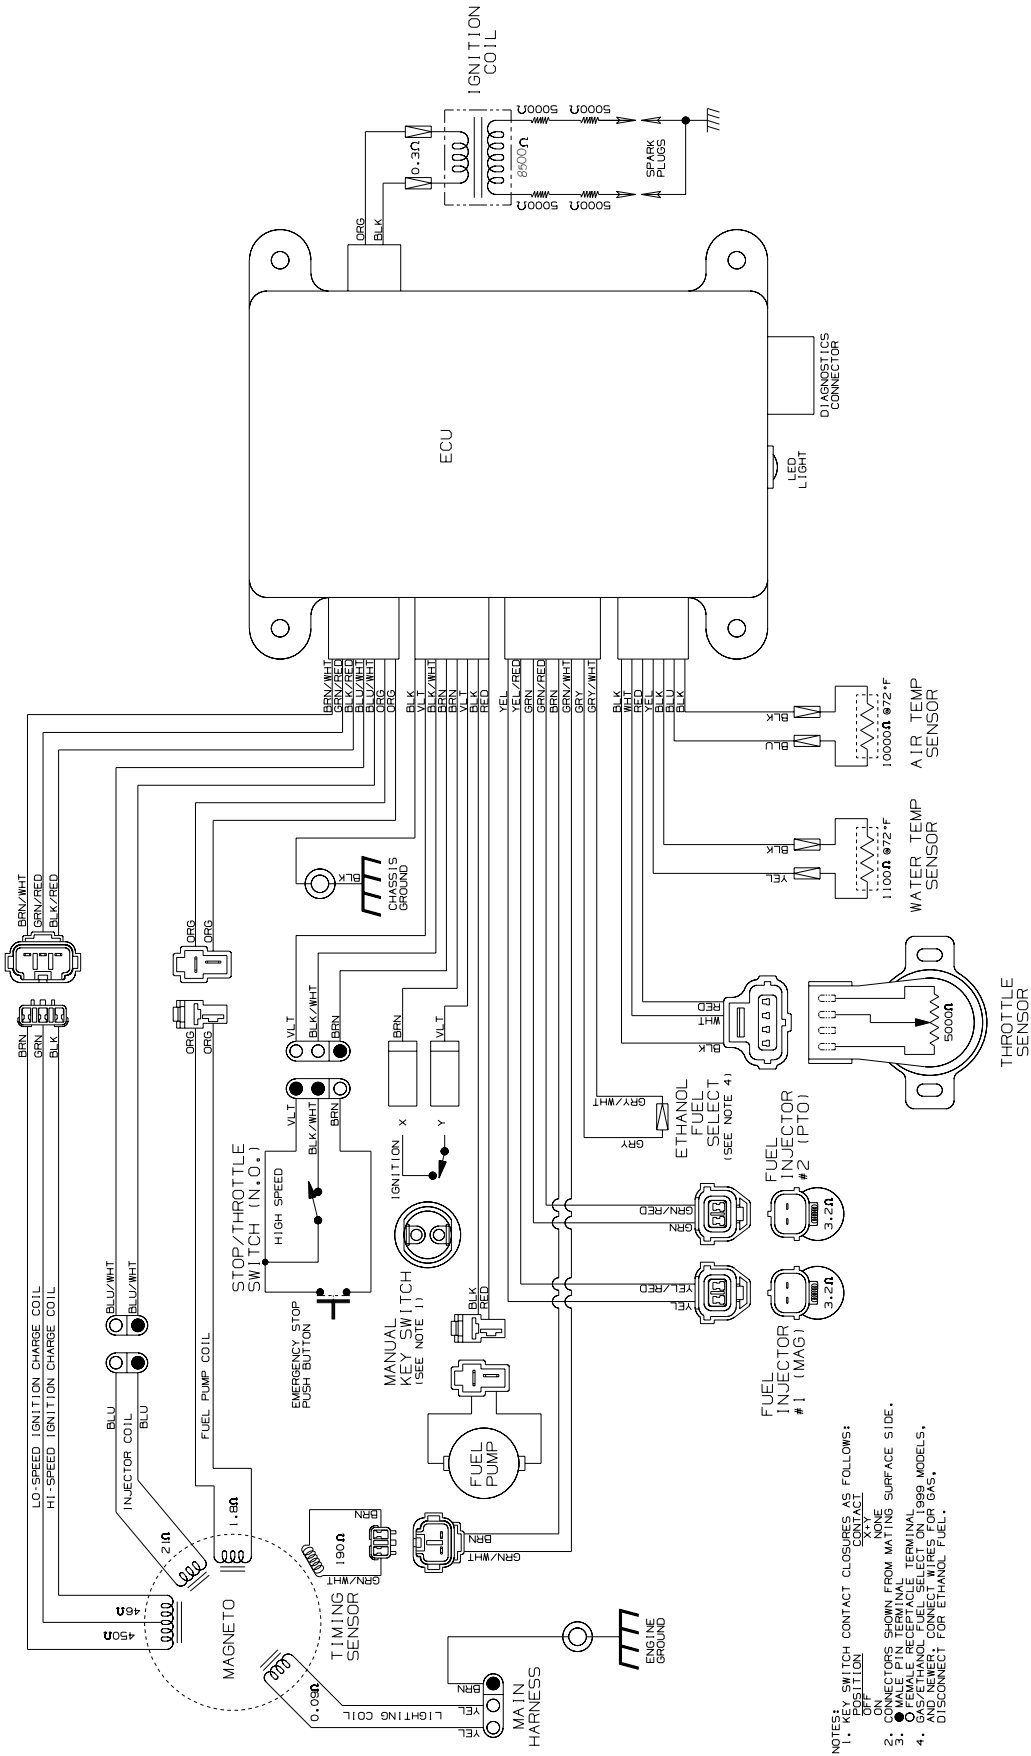 IGNITION
COIL
5000Ω
5000Ω
8500Ω
0.3Ω
5000Ω
5000Ω
SPARK
PLUGS
ORG
BLK
ECU
DIAGNOSTICS
CONNECTOR
LED
LIGHT
BRN/WHT
GRN/RED
BLK/RED
BLU/WHT
BLU/WHT
ORG
ORG
BLK
VLT
BLK/WHT
BRN
BRN
VLT
BLK
RED
YEL
YEL/RED
GRN
GRN/RED
BRN
GRN/WHT
GRY
GRY/WHT
BLK
WHT
RED
YEL
BLK
BLU
BLK
BLK
BLU
10000Ω @72°F
AIR TEMP
SENSOR
BLK
YEL
1100Ω @72°F
WATER TEMP
SENSOR
BLK
CHASSIS
GROUND
BRN/WHT
GRN/RED
BLK/RED
BRN
GRN
BLK
ORG
ORG
ORG
ORG
VLT
BLK/WHT
BRN
VLT
BLK/WHT
BRN
BRN
VLT
IGNITION
X
Y
RED
WHT
BLK
5000Ω
THROTTLE
SENSOR
GRY/WHT
GRY
ETHANOL
FUEL
SELECT
(SEE NOTE 4)
STOP/THROTTLE
SWITCH (N.O.)
HIGH SPEED
EMERGENCY STOP
PUSH BUTTON
MANUAL
KEY SWITCH
(SEE NOTE 1)
BLK
RED
FUEL
PUMP
GRN/RED
GRN
YEL/RED
YEL
FUEL
INJECTOR
#2 (PTO)
3.2Ω
FUEL
INJECTOR
#1 (MAG)
3.2Ω
LO-SPEED IGNITION CHARGE COIL
HI-SPEED IGNITION CHARGE COIL
BLU/WHT
BLU/WHT
BLU
BLU
INJECTOR COIL
FUEL PUMP COIL
21Ω
1.8Ω
46Ω
450Ω
MAGNETO
BRN
190Ω
GRN/WHT
TIMING
SENSOR
BRN
GRN/WHT
0.09Ω
LIGHTING COIL
BRN
YEL
YEL
MAIN
HARNESS
ENGINE
GROUND
NOTES:
1. KEY SWITCH CONTACT CLOSURES AS FOLLOWS:
POSITION CONTACT
OFF X+Y
ON NONE
2. CONNECTORS SHOWN FROM MATING SURFACE SIDE.
3. ● MALE PIN TERMINAL
O FEMALE RECEPTACLE TERMINAL
4. GAS/ETHANOL FUEL SELECT ON 1999 MODELS.
AND NEWER. CONNECT WIRES FOR GAS,
DISCONNECT FOR ETHANOL FUEL.